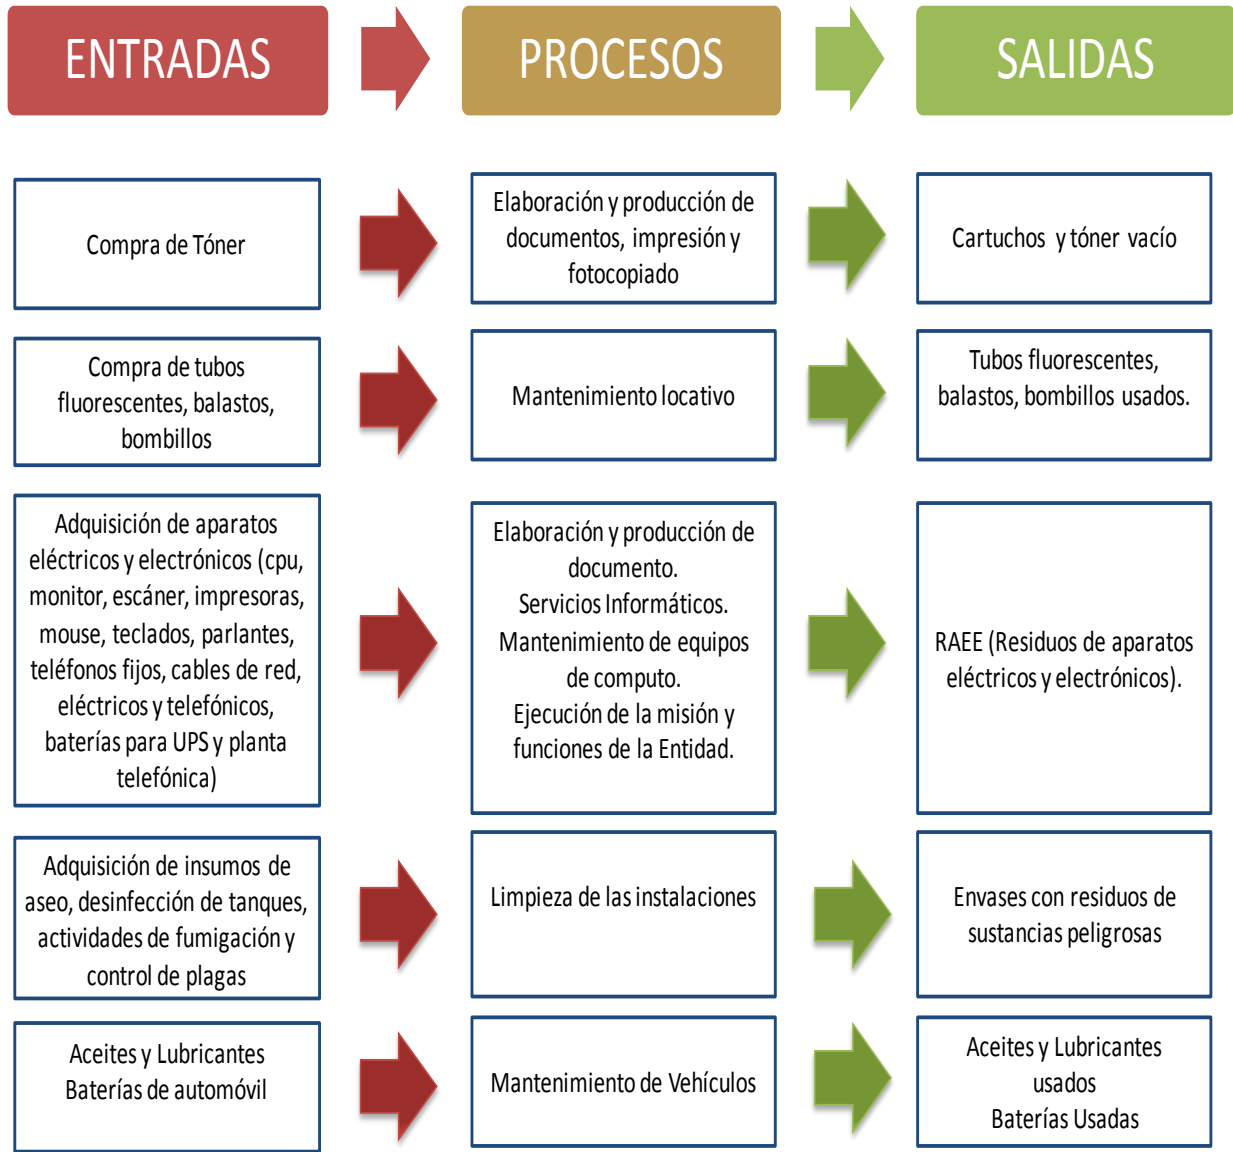 ENTRADAS
PROCESOS
SALIDAS
Compra de Tóner
Elaboración y producción de
documentos, impresión y
fotocopiado
Cartuchos y tóner vacío
Compra de tubos
fluorescentes, balastos,
bombillos
Mantenimiento locativo
Tubos fluorescentes,
balastos, bombillos usados.
Adquisición de aparatos
eléctricos y electrónicos (cpu,
monitor, escáner, impresoras,
mouse, teclados, parlantes,
teléfonos fijos, cables de red,
eléctricos y telefónicos,
baterías para UPS y planta
telefónica)
Elaboración y producción de
documento.
Servicios Informáticos.
Mantenimiento de equipos
de computo.
Ejecución de la misión y
funciones de la Entidad.
RAEE (Residuos de aparatos
eléctricos y electrónicos).
Adquisición de insumos de
aseo, desinfección de tanques,
actividades de fumigación y
control de plagas
Limpieza de las instalaciones
Envases con residuos de
sustancias peligrosas
Aceites y Lubricantes
Baterías de automóvil
Mantenimiento de Vehículos
Aceites y Lubricantes
usados
Baterías Usadas